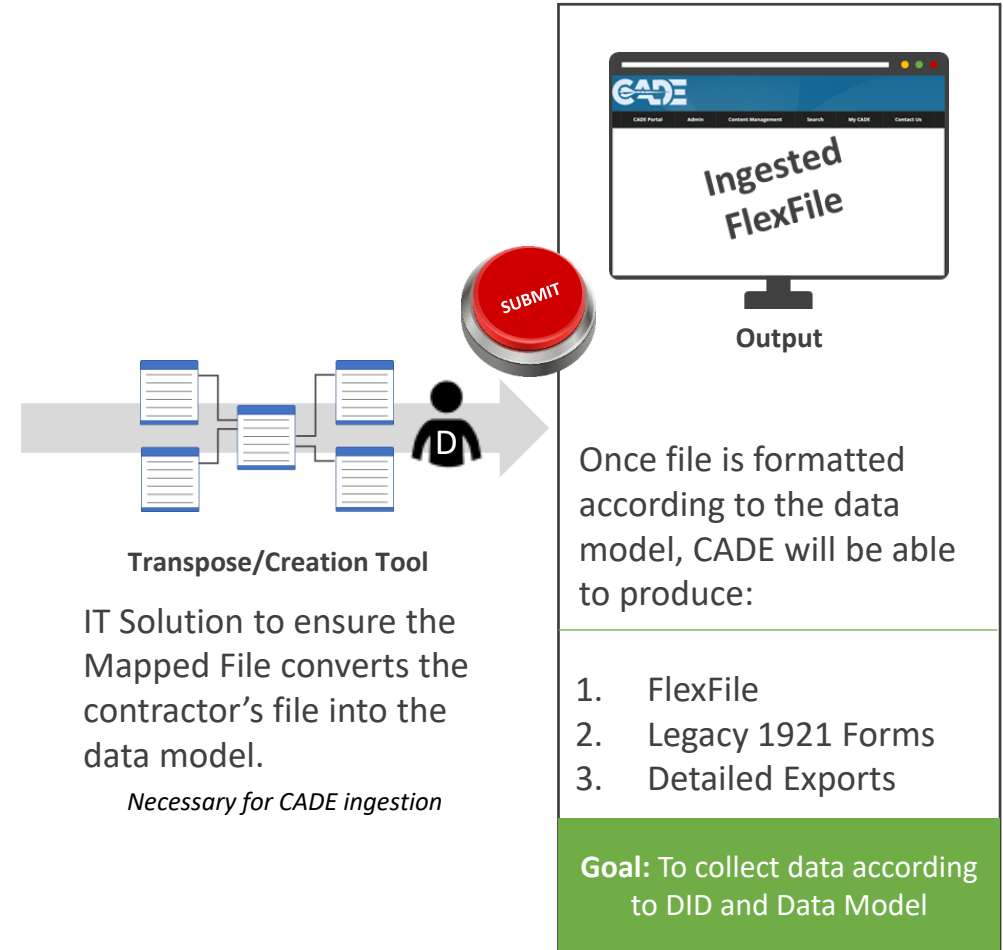 CADE
CADE Portal Admin Content Management Search My CADE Contact Us
Ingested
FlexFile
SUBMIT
Output
D
Transpose/Creation Tool
IT Solution to ensure the
Mapped File converts the
contractor’s file into the
data model.
Necessary for CADE ingestion
Once file is formatted
according to the data
model, CADE will be able
to produce:
1. FlexFile
2. Legacy 1921 Forms
3. Detailed Exports
Goal: To collect data according
to DID and Data Model